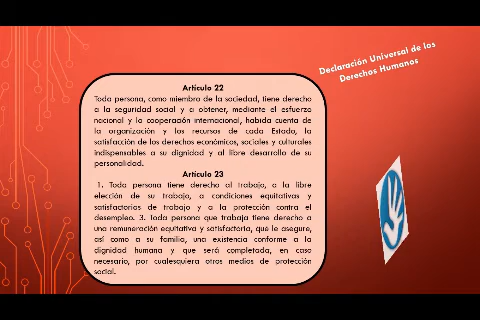 Declaración Universal de los
Derechos Humanos
Artículo 22
Toda persona, como miembro de la sociedad, tiene derecho
a la seguridad social y a obtener, mediante el esfuerzo
nacional y la cooperación internacional, habida cuenta de
la organización y los recursos de cada Estado, la
satisfacción de los derechos económicos, sociales y culturales
indispensables a su dignidad y al libre desarrollo de su
personalidad.
Artículo 23
1. Toda persona tiene derecho al trabajo, a la libre
elección de su trabajo, a condiciones equitativas y
satisfactorias de trabajo y a la protección contra el
desempleo. 3. Toda persona que trabaja tiene derecho a
una remuneración equitativa y satisfactoria, que le asegure,
así como a su familia, una existencia conforme a la
dignidad humana y que será completada, en caso
necesario, por cualesquiera otros medios de protección
social.